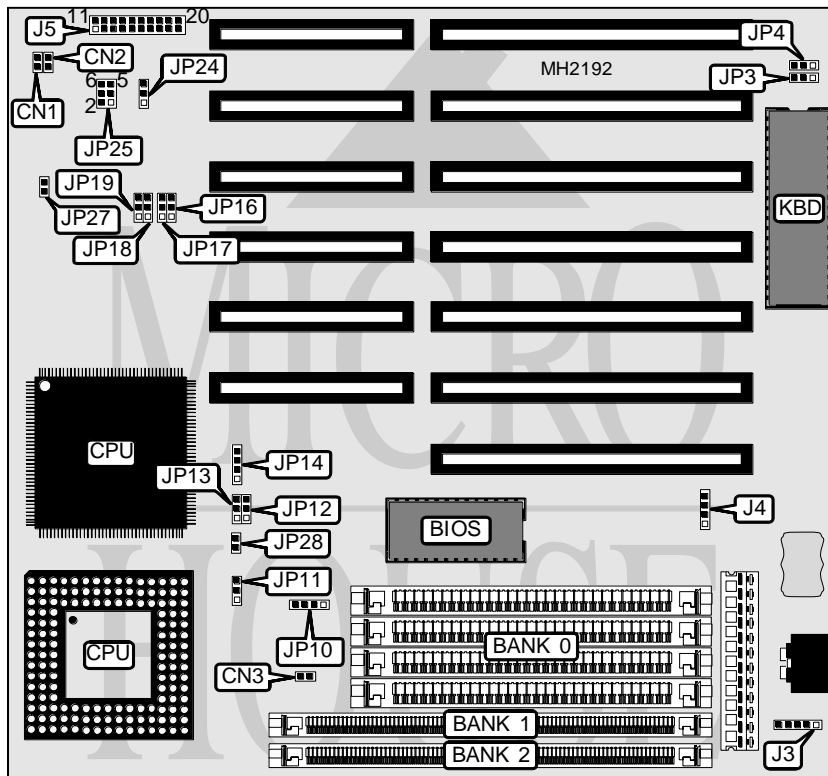 11 20
J5
CN2
JP4
JP24
MH2192
JP3
6 5
CN1
2
JP25
JP19
JP16
KBD
JP27
JP18 JP17
MICRO
CPU
JP14
JP13
JP12
J4
BIOS
JP28
HOUSE
JP11
BANK 0
CPU
JP10
CN3
BANK 1
J3
BANK 2